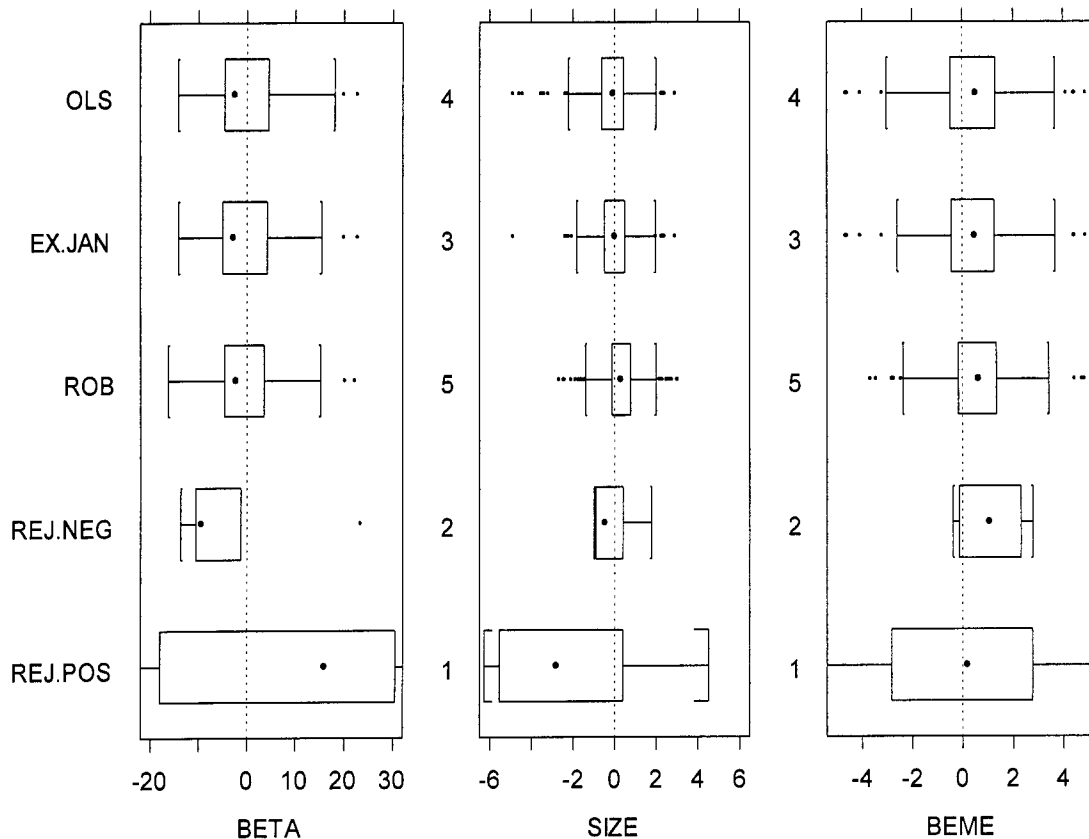 OLS 4 4
EX.JAN 3 3
ROB 5 5
REJ.NEG 2 2
REJ.POS 1 1
-20 0 10 20 30 -6 -2 0 2 4 6 -4 -2 0 2 4
BETA SIZE BEME